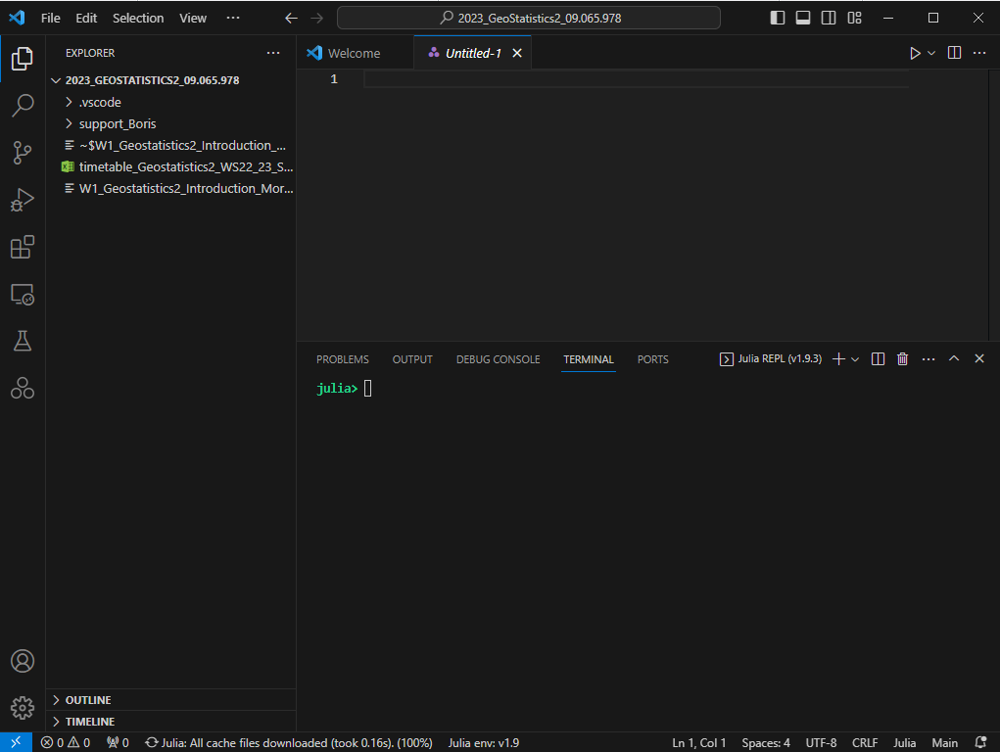 File Edit Selection View ···
2023_GeoStatistics2_09.065.978
EXPLORER ···
2023_GEOSTATISTICS2_09.065.978
.vscode
support_Boris
~$W1_Geostatistics2_Introduction_...
timetable_Geostatistics2_WS22_23_S...
W1_Geostatistics2_Introduction_Mor...
OUTLINE
TIMELINE
Welcome Untitled-1
1
PROBLEMS OUTPUT DEBUG CONSOLE TERMINAL PORTS Julia REPL (v1.9.3)
julia>
0 0 0 Julia: All cache files downloaded (took 0.16s). (100%) Julia env: v1.9 Ln 1, Col 1 Spaces: 4 UTF-8 CRLF Julia Main